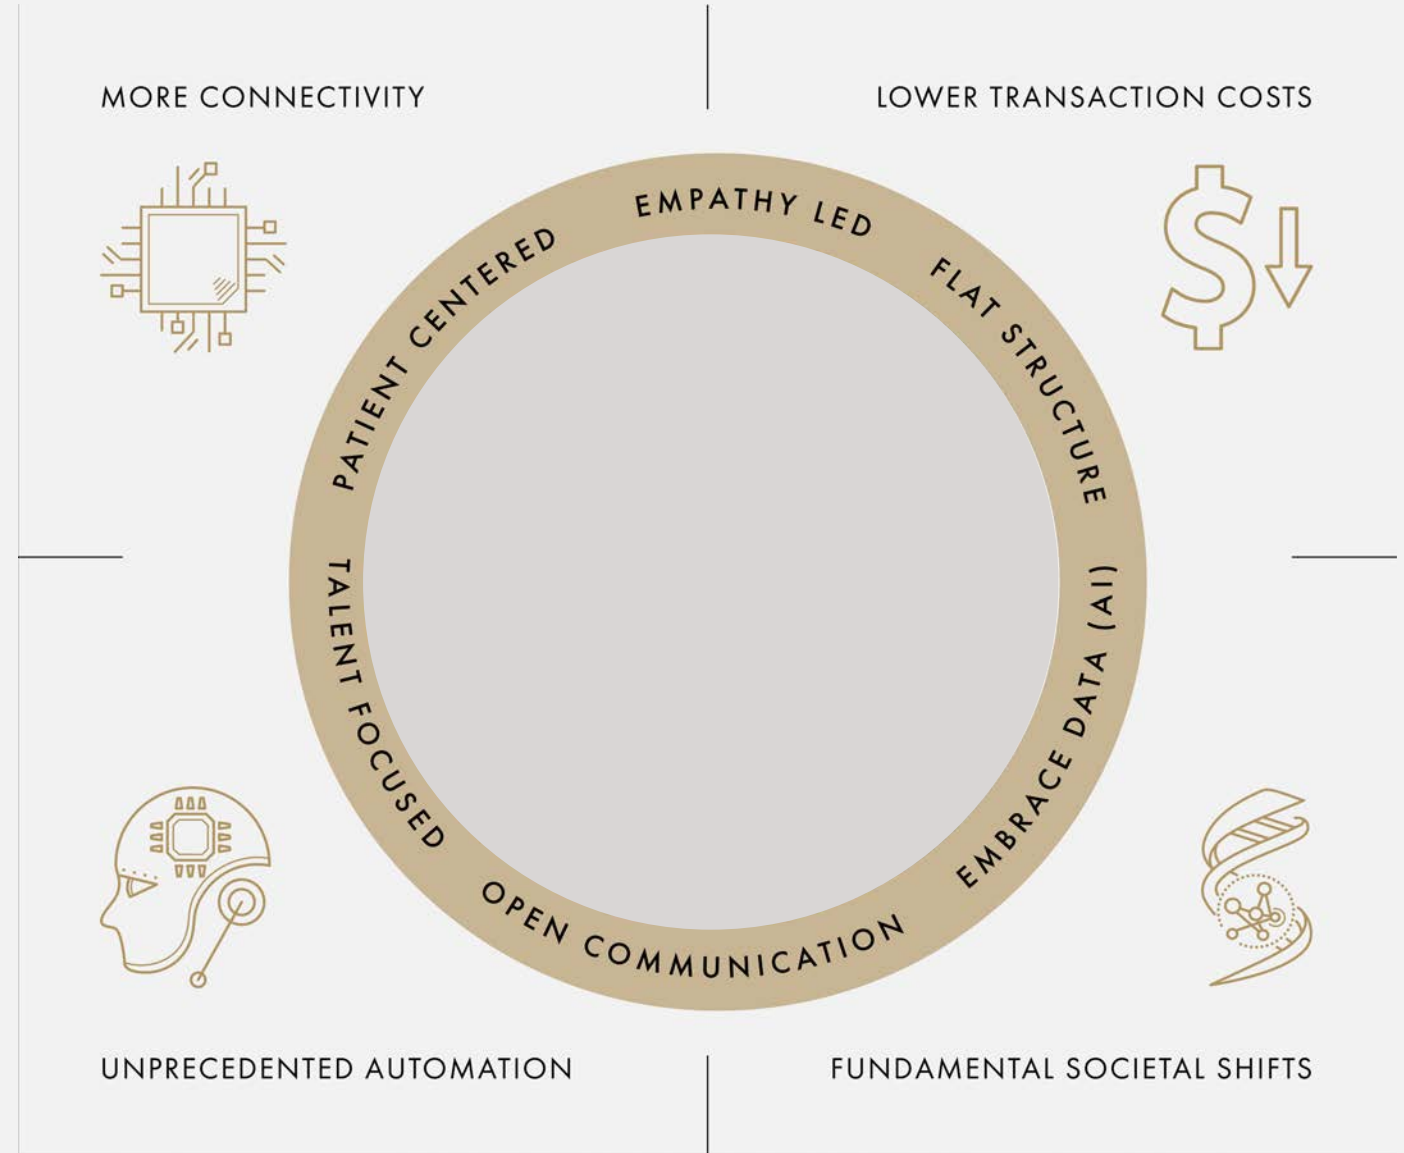 MORE CONNECTIVITY
LOWER TRANSACTION COSTS
EMPATHY LED
FLAT STRUCTURE
EMBRACE DATA (AI)
OPEN COMMUNICATION
TALENT FOCUSED
PATIENT CENTERED
UNPRECEDENTED AUTOMATION
FUNDAMENTAL SOCIETAL SHIFTS